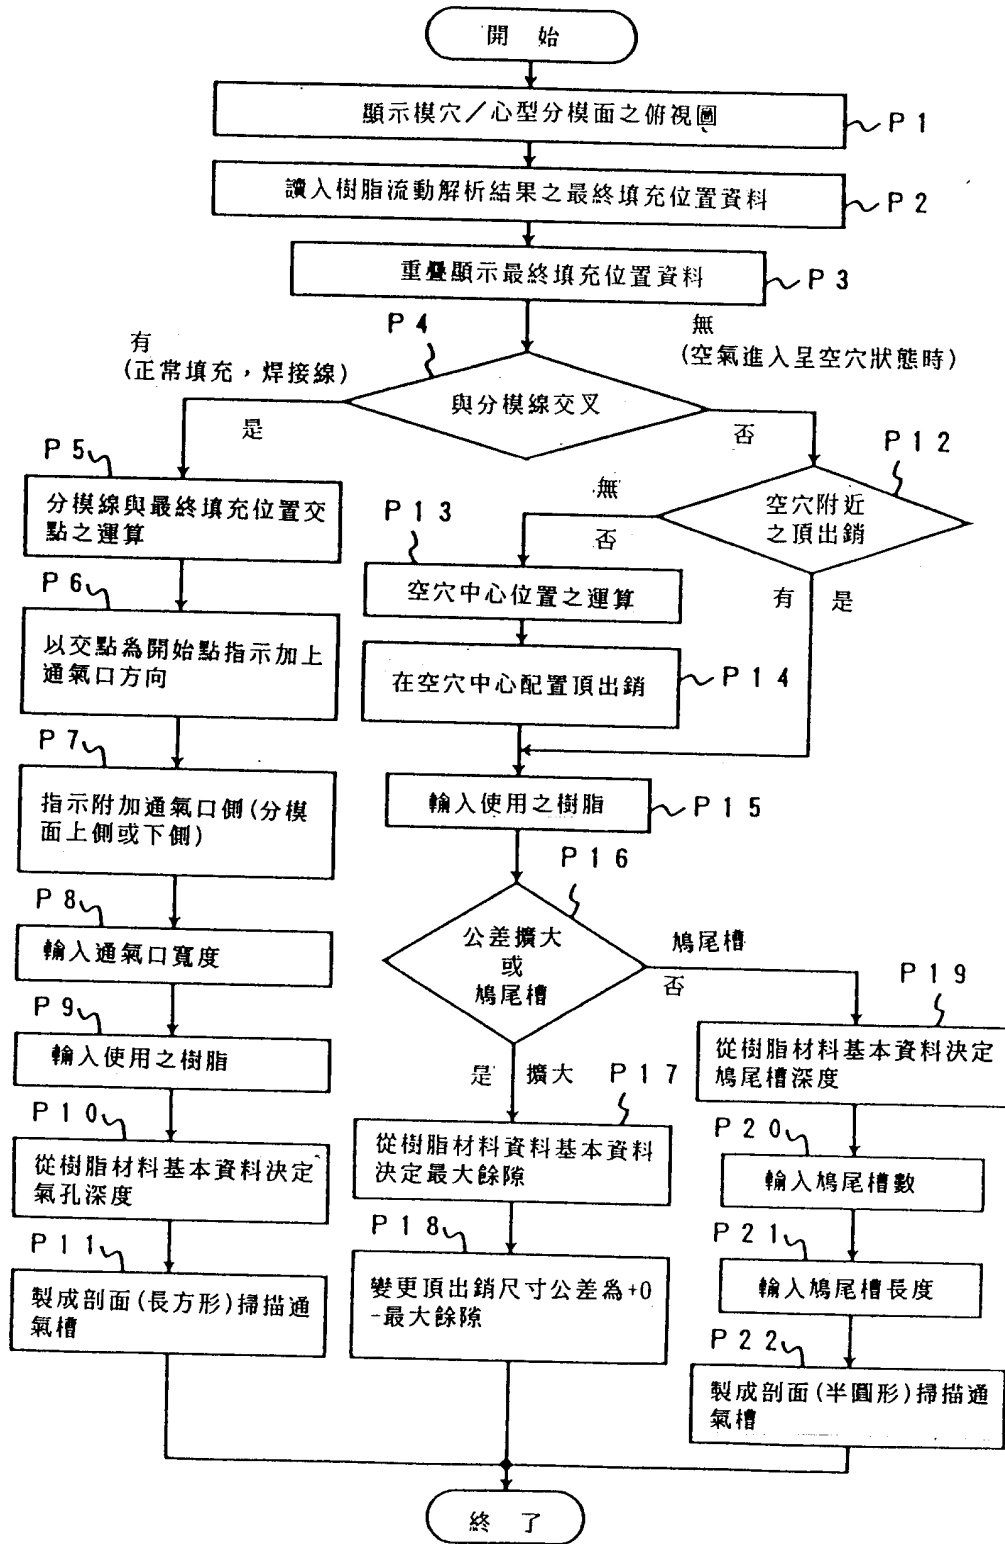 開 始
顯示模穴／心型分模面之俯視圖
P 1
讀入樹脂流動解析結果之最終填充位置資料
P 2
重疊顯示最終填充位置資料
P 3
P 4
有
(正常填充，焊接線)
無
(空氣進入呈空穴狀態時)
與分模線交叉
是
否
P 5
分模線與最終填充位置交
點之運算
P 6
以交點為開始點指示加上
通氣口方向
P 7
指示附加通氣口側(分模
面上側或下側)
P 8
輸入通氣口寬度
P 9
輸入使用之樹脂
P 1 0
從樹脂材料基本資料決定
氣孔深度
P 1 1
製成剖面(長方形)掃描通
氣槽
P 1 2
空穴附近
之頂出銷
無
否
有
是
P 1 3
空穴中心位置之運算
在空穴中心配置頂出銷
P 1 4
輸入使用之樹脂
P 1 5
P 1 6
公差擴大
或
鳩尾槽
鳩尾槽
否
是
擴大
P 1 7
從樹脂材料資料基本資料
決定最大餘隙
P 1 8
變更頂出銷尺寸公差為+0
-最大餘隙
P 1 9
從樹脂材料基本資料決定
鳩尾槽深度
P 2 0
輸入鳩尾槽數
P 2 1
輸入鳩尾槽長度
P 2 2
製成剖面(半圓形)掃描通
氣槽
終 了